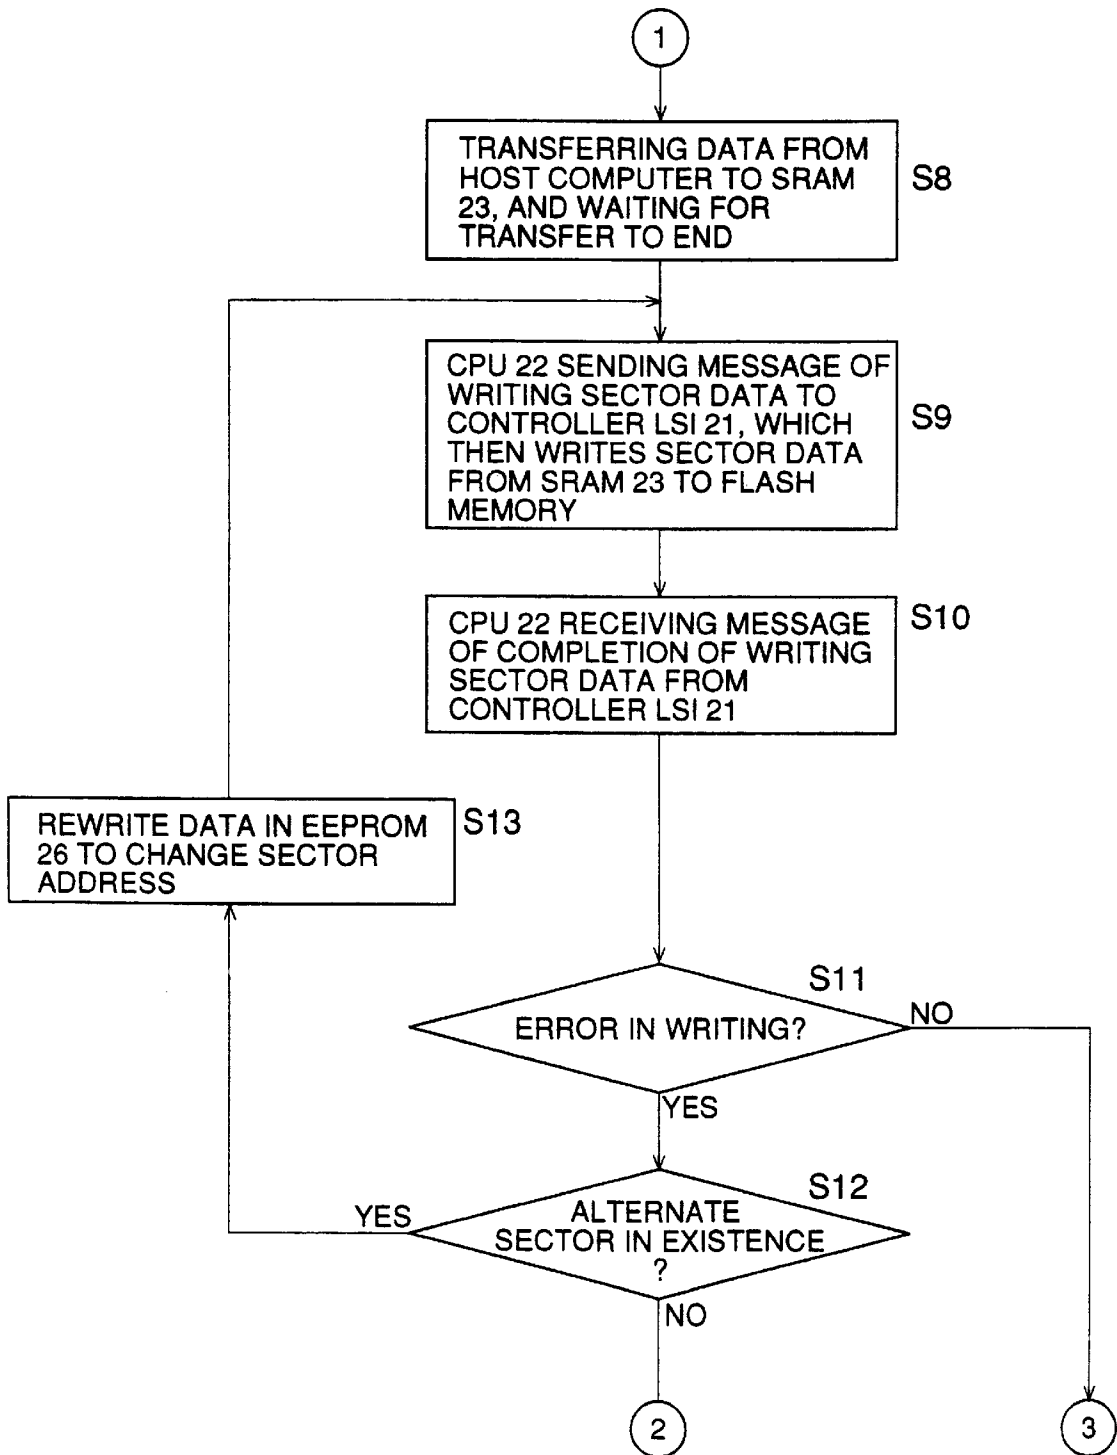 1
TRANSFERRING DATA FROM
HOST COMPUTER TO SRAM
23, AND WAITING FOR
TRANSFER TO END
S8
CPU 22 SENDING MESSAGE OF
WRITING SECTOR DATA TO
CONTROLLER LSI 21, WHICH
THEN WRITES SECTOR DATA
FROM SRAM 23 TO FLASH
MEMORY
S9
CPU 22 RECEIVING MESSAGE
OF COMPLETION OF WRITING
SECTOR DATA FROM
CONTROLLER LSI 21
S10
REWRITE DATA IN EEPROM
26 TO CHANGE SECTOR
ADDRESS
S13
S11
ERROR IN WRITING?
NO
YES
S12
YES
ALTERNATE
SECTOR IN EXISTENCE
?
NO
2
3